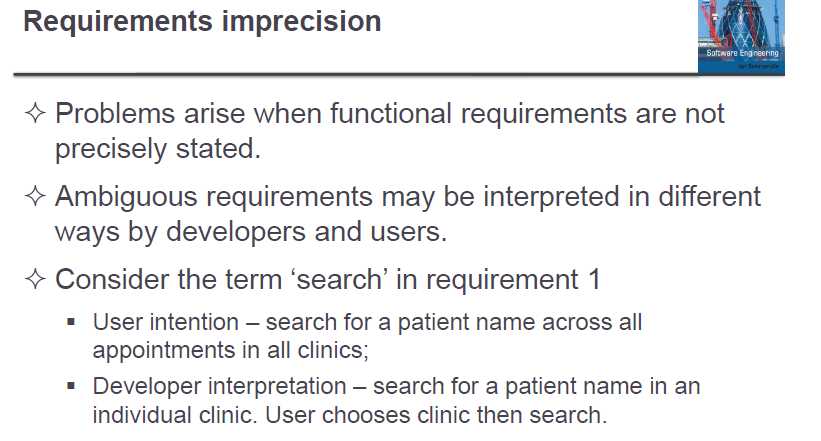 Requirements imprecision
Software Engineering
Ian Sommerville
✧ Problems arise when functional requirements are not
precisely stated.
✧ Ambiguous requirements may be interpreted in different
ways by developers and users.
✧ Consider the term ‘search’ in requirement 1
▪ User intention – search for a patient name across all
appointments in all clinics;
▪ Developer interpretation – search for a patient name in an
individual clinic. User chooses clinic then search.